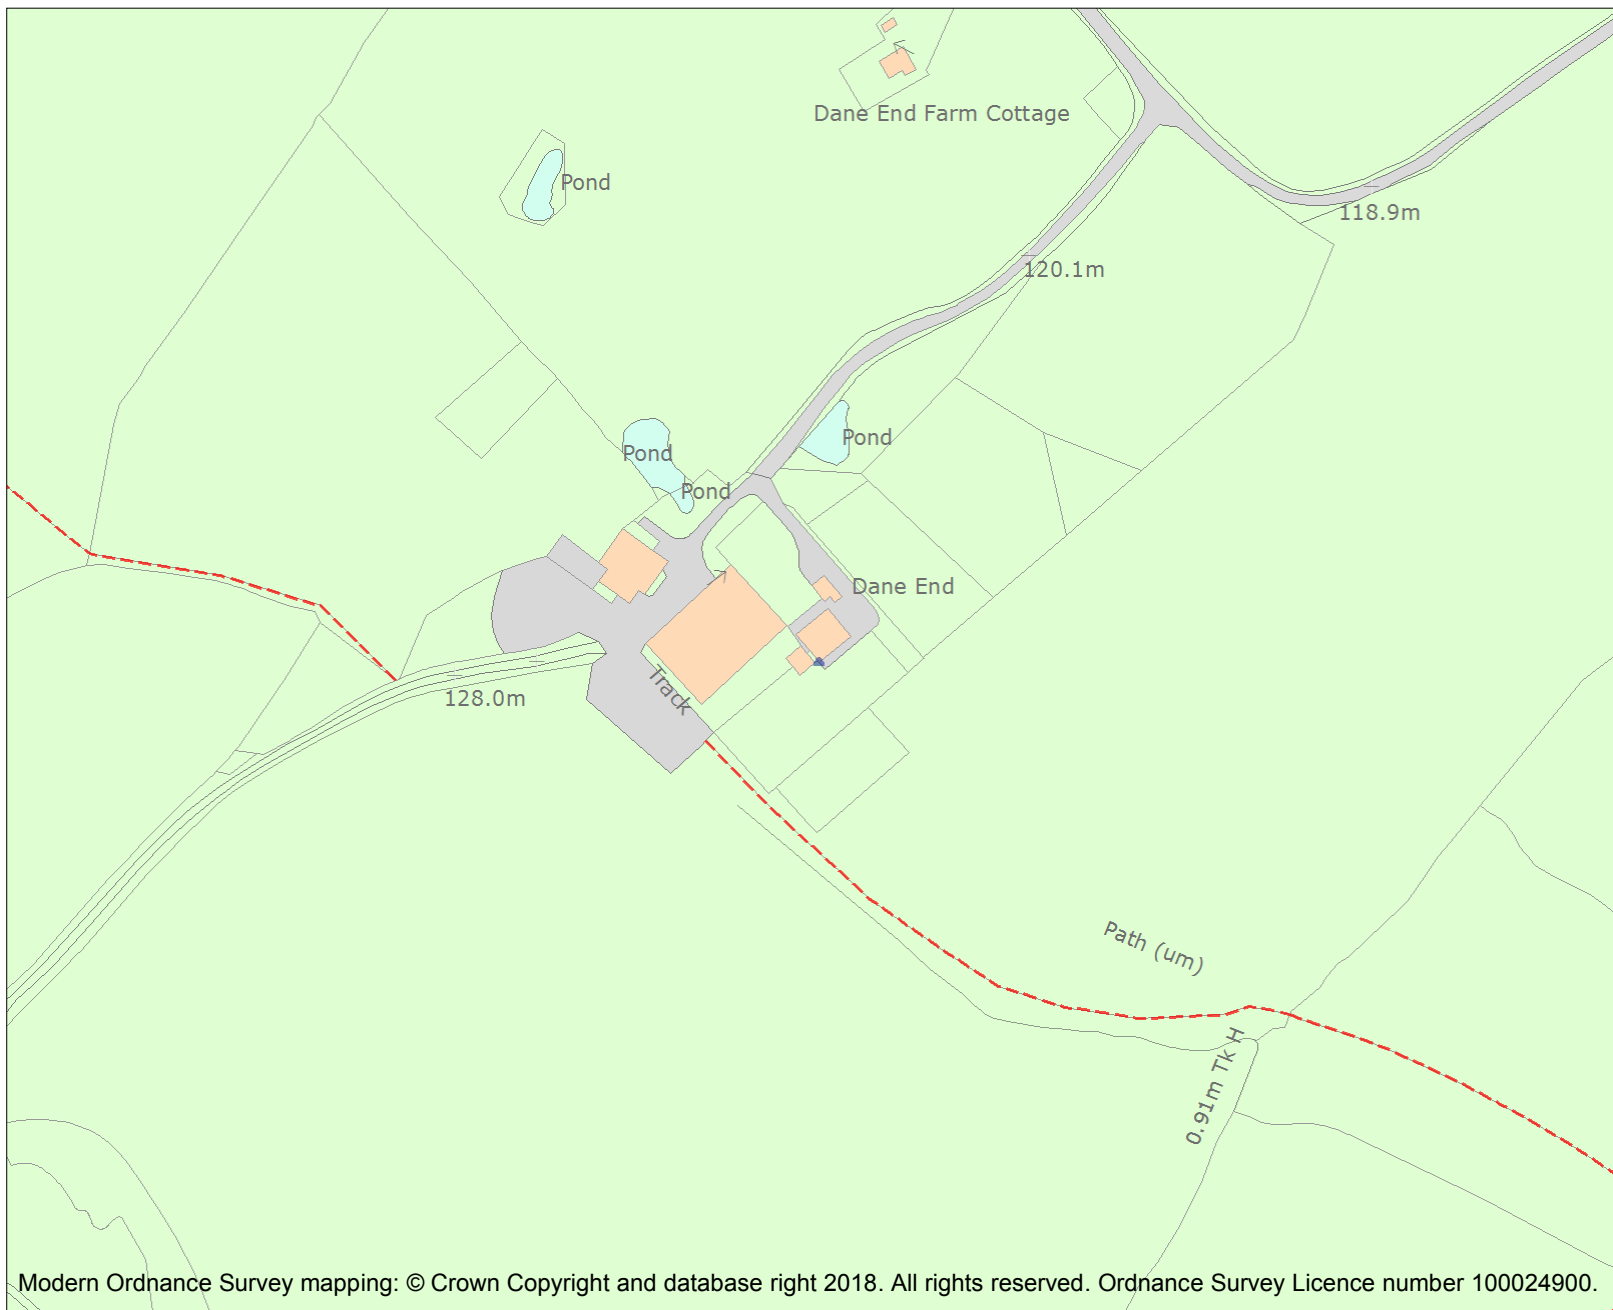 Dane End Farm Cottage
Pond
118.9m
120.1m
Pond
Pond
Pond
Dane End
Track
128.0m
Path (um)
0.91m Tk H
Modern Ordnance Survey mapping: © Crown Copyright and database right 2018. All rights reserved. Ordnance Survey Licence number 100024900.